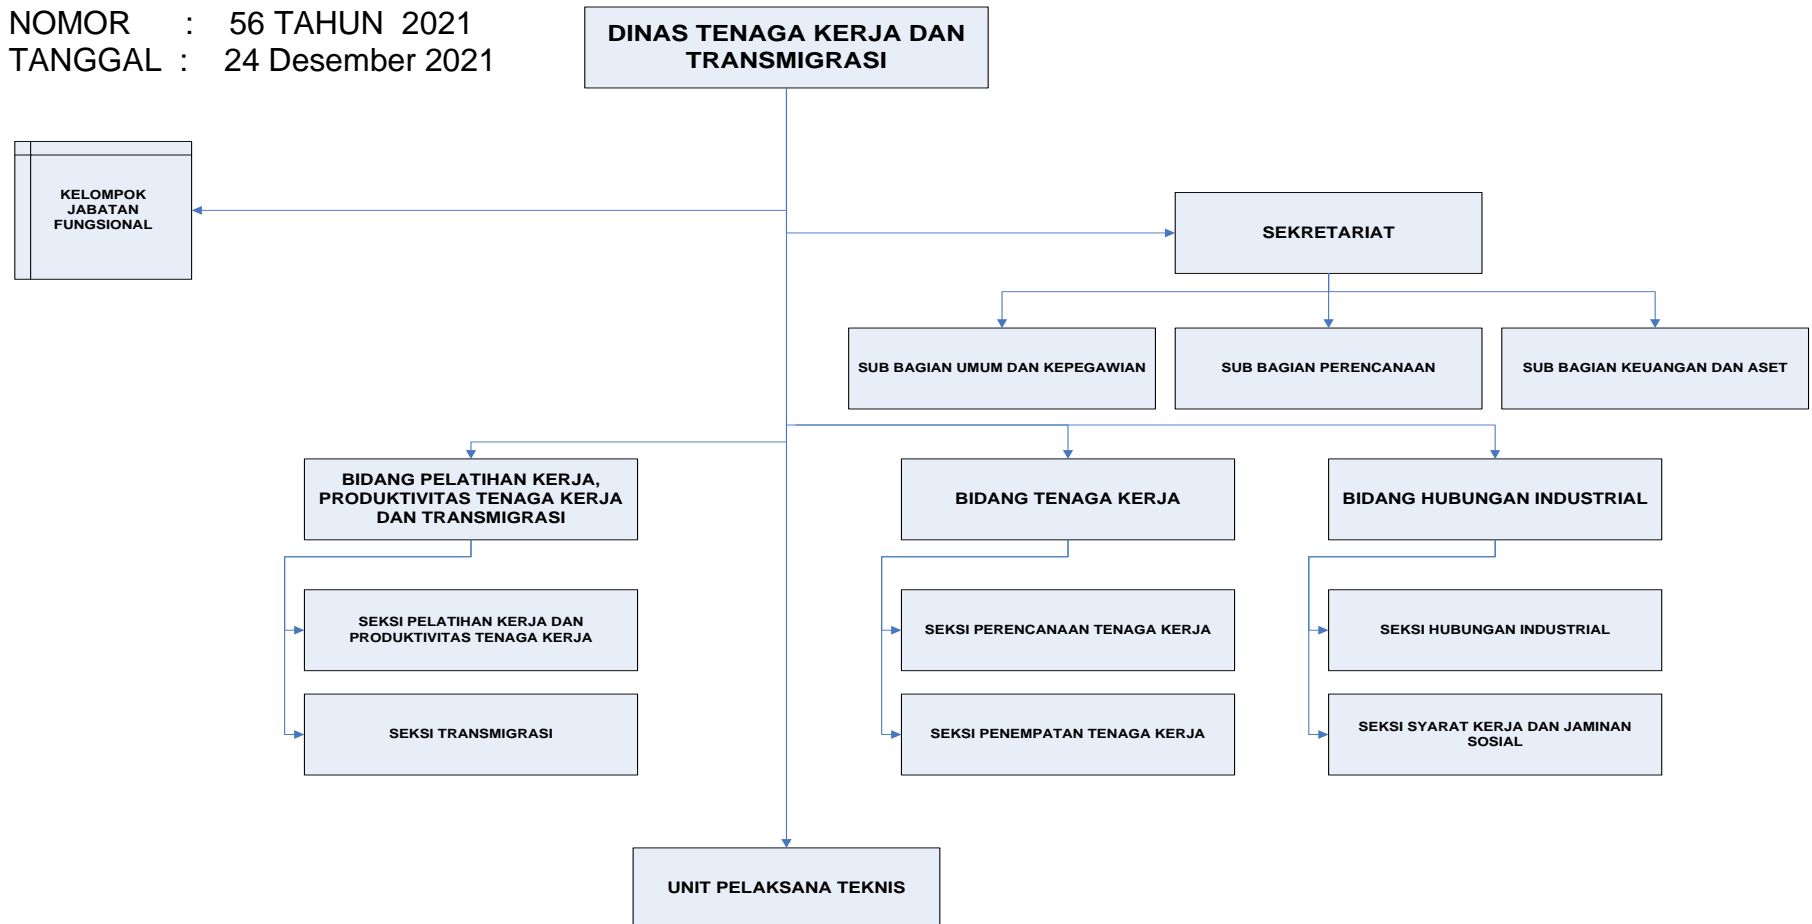 NOMOR : 56 TAHUN 2021
TANGGAL : 24 Desember 2021
DINAS TENAGA KERJA DAN
TRANSMIGRASI
KELOMPOK
JABATAN
FUNGSIONAL
SEKRETARIAT
SUB BAGIAN UMUM DAN KEPEGAWIAN
SUB BAGIAN PERENCANAAN
SUB BAGIAN KEUANGAN DAN ASET
BIDANG PELATIHAN KERJA,
PRODUKTIVITAS TENAGA KERJA
DAN TRANSMIGRASI
BIDANG TENAGA KERJA
BIDANG HUBUNGAN INDUSTRIAL
SEKSI PELATIHAN KERJA DAN
PRODUKTIVITAS TENAGA KERJA
SEKSI PERENCANAAN TENAGA KERJA
SEKSI HUBUNGAN INDUSTRIAL
SEKSI TRANSMIGRASI
SEKSI PENEMPATAN TENAGA KERJA
SEKSI SYARAT KERJA DAN JAMINAN
SOSIAL
UNIT PELAKSANA TEKNIS